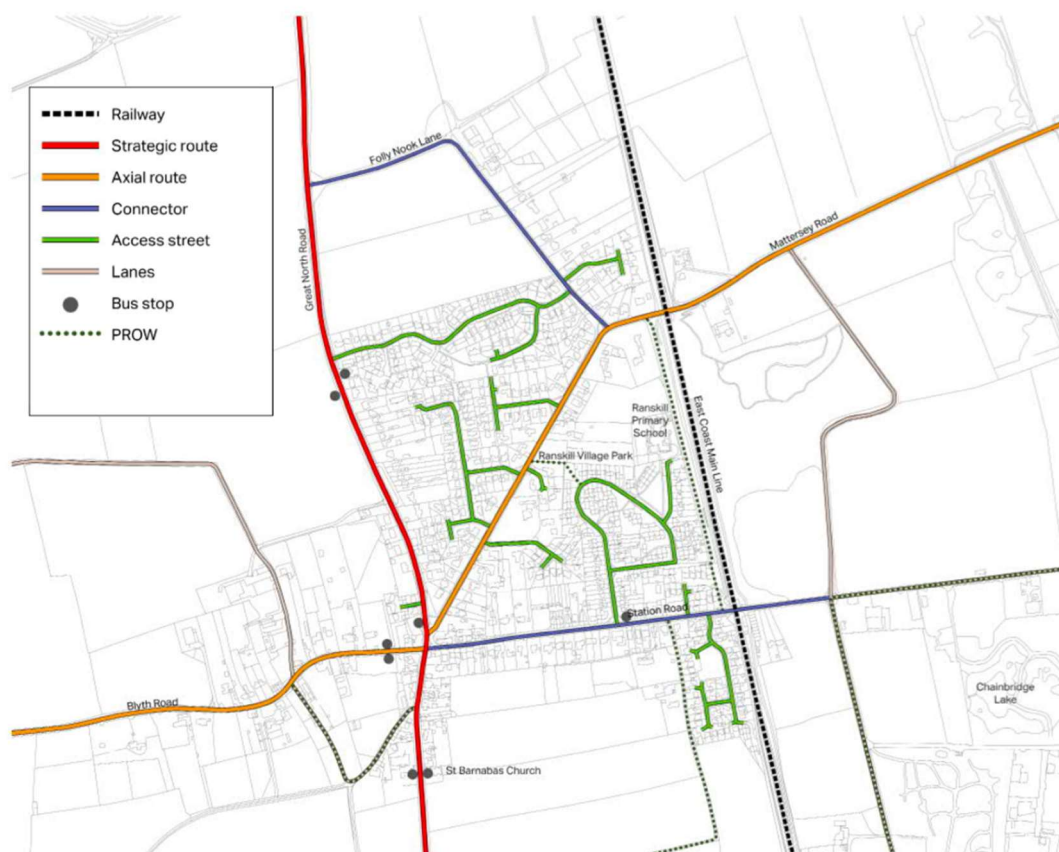 Railway
Strategic route
Axial route
Connector
Access street
Lanes
Bus stop
PROW
Folly Nook Lane
Great North Road
Mattersey Road
Ranskill
Primary
School
East Coast Main Line
Ranskill Village Park
Station Road
Chainbridge
Lake
Blyth Road
St Barnabas Church